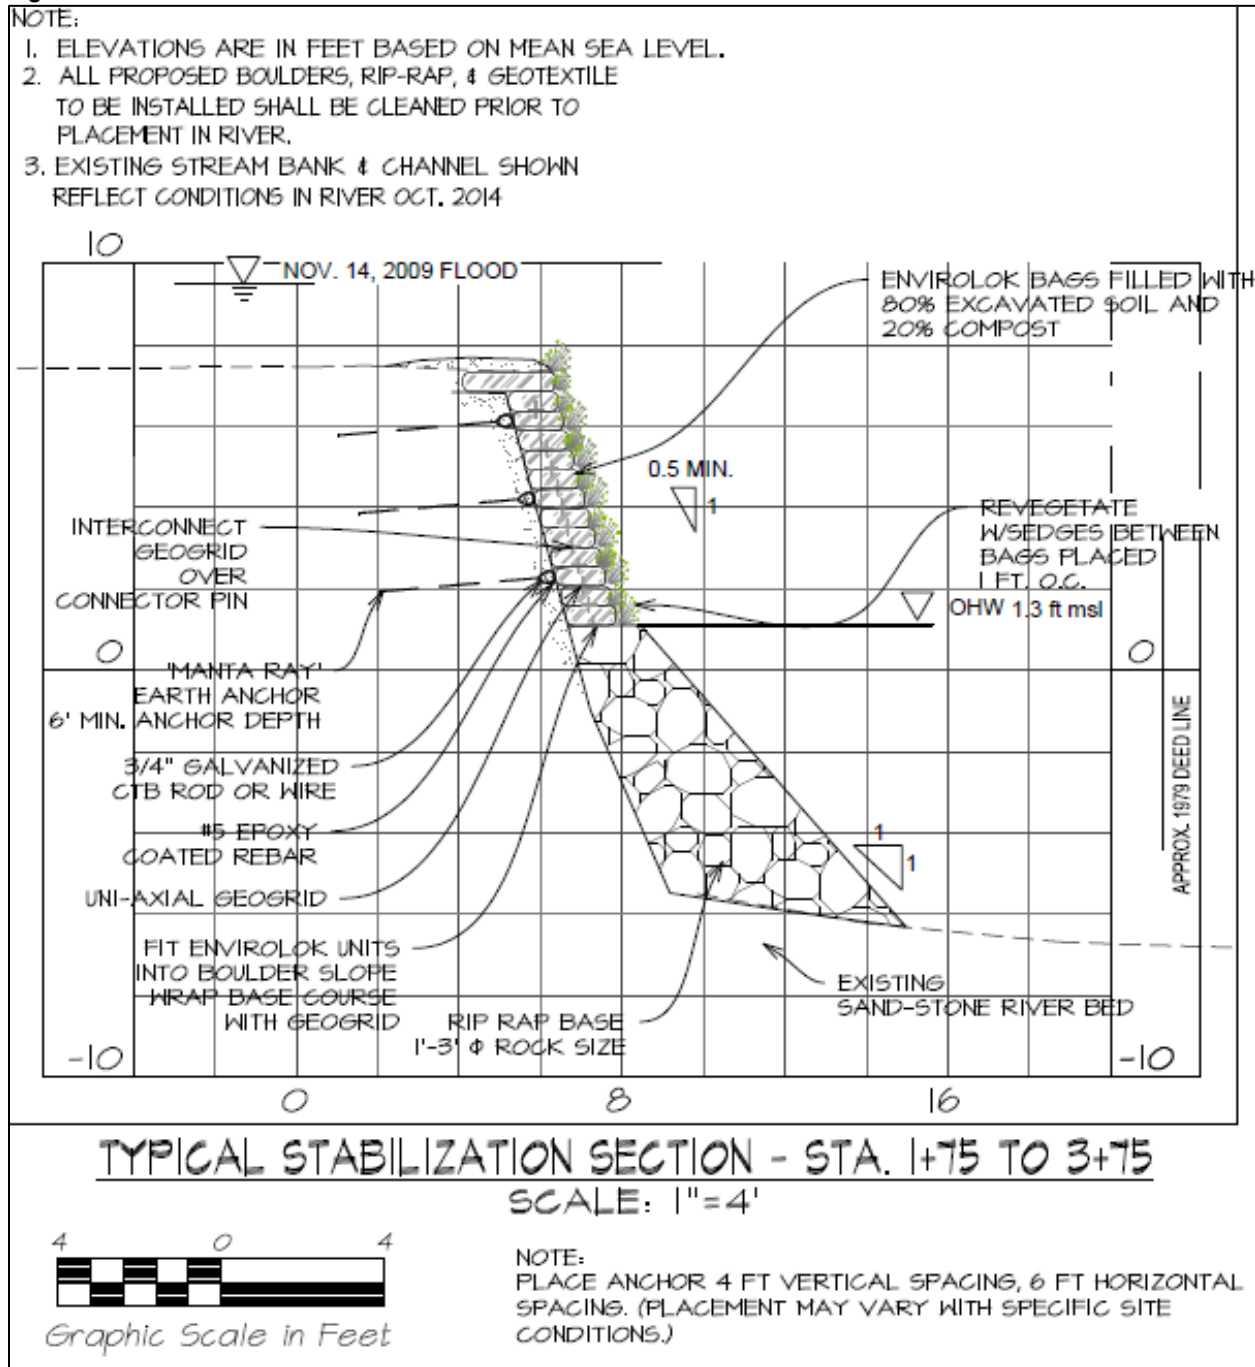 NOTE:
1. ELEVATIONS ARE IN FEET BASED ON MEAN SEA LEVEL.
2. ALL PROPOSED BOULDERS, RIP-RAP, & GEOTEXTILE
TO BE INSTALLED SHALL BE CLEANED PRIOR TO
PLACEMENT IN RIVER.
3. EXISTING STREAM BANK & CHANNEL SHOWN
REFLECT CONDITIONS IN RIVER OCT. 2014
10
NOV. 14, 2009 FLOOD
ENVIROLOK BAGS FILLED WITH
80% EXCAVATED SOIL AND
20% COMPOST
0.5 MIN.
1
INTERCONNECT
GEOGRID
OVER
CONNECTOR PIN
REVEGETATE
W/SEDGES BETWEEN
BAGS PLACED
1 FT. O.C.
OHW 1.3 ft msl
0
0
'MANTA RAY'
EARTH ANCHOR
6' MIN. ANCHOR DEPTH
3/4" GALVANIZED
CTB ROD OR WIRE
#5 EPOXY
COATED REBAR
UNI-AXIAL GEOGRID
FIT ENVIROLOK UNITS
INTO BOULDER SLOPE
WRAP BASE COURSE
WITH GEOGRID
RIP RAP BASE
1'-3' Φ ROCK SIZE
1
1
APPROX. 1979 DEED LINE
EXISTING
SAND-STONE RIVER BED
-10
-10
0
8
16
TYPICAL STABILIZATION SECTION - STA. 1+75 TO 3+75
SCALE: 1"=4'
4 0 4
Graphic Scale in Feet
NOTE:
PLACE ANCHOR 4 FT VERTICAL SPACING, 6 FT HORIZONTAL
SPACING. (PLACEMENT MAY VARY WITH SPECIFIC SITE
CONDITIONS.)